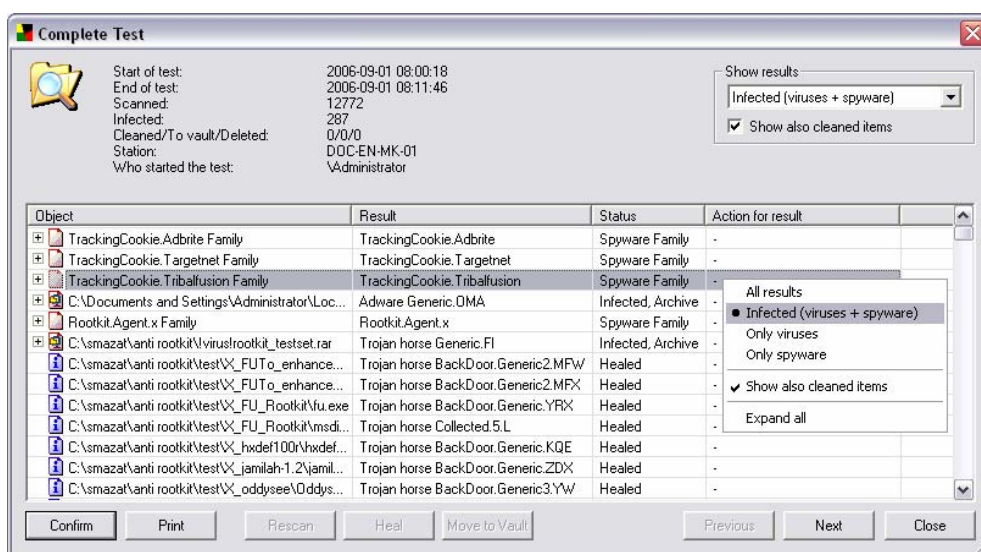 Complete Test
Start of test: 2006-09-01 08:00:18
End of test: 2006-09-01 08:11:46
Scanned: 12772
Infected: 287
Cleaned/To vault/Deleted: 0/0/0
Station: DOC-EN-MK-01
Who started the test: \Administrator
Show results
Infected (viruses + spyware)
Show also cleaned items
Object Result Status Action for result
TrackingCookie.Adbrite Family TrackingCookie.Adbrite Spyware Family -
TrackingCookie.Targetnet Family TrackingCookie.Targetnet Spyware Family -
TrackingCookie.Tribalfusion Family TrackingCookie.Tribalfusion Spyware Family -
C:\Documents and Settings\Administrator\Loc... Adware Generic.OMA Infected, Archive -
Rootkit.Agent.x Family Rootkit.Agent.x Spyware Family -
C:\smazat\anti rootkit\!virus!rootkit_testset.rar Trojan horse Generic.FI Infected, Archive -
C:\smazat\anti rootkit\test\X_FUTo_enhance... Trojan horse BackDoor.Generic2.MFW Healed -
C:\smazat\anti rootkit\test\X_FUTo_enhance... Trojan horse BackDoor.Generic2.MFX Healed -
C:\smazat\anti rootkit\test\X_FU_Rootkit\fu.exe Trojan horse BackDoor.Generic.YRX Healed -
C:\smazat\anti rootkit\test\X_FU_Rootkit\msdi... Trojan horse Collected.5.L Healed -
C:\smazat\anti rootkit\test\X_hxdef100r\hxdef... Trojan horse BackDoor.Generic.KQE Healed -
C:\smazat\anti rootkit\test\X_jamilah-1.2\jamil... Trojan horse BackDoor.Generic.ZDX Healed -
C:\smazat\anti rootkit\test\X_oddysee\Oddys... Trojan horse BackDoor.Generic3.YW Healed -
All results
Infected (viruses + spyware)
Only viruses
Only spyware
Show also cleaned items
Expand all
Confirm Print Rescan Heal Move to Vault Previous Next Close